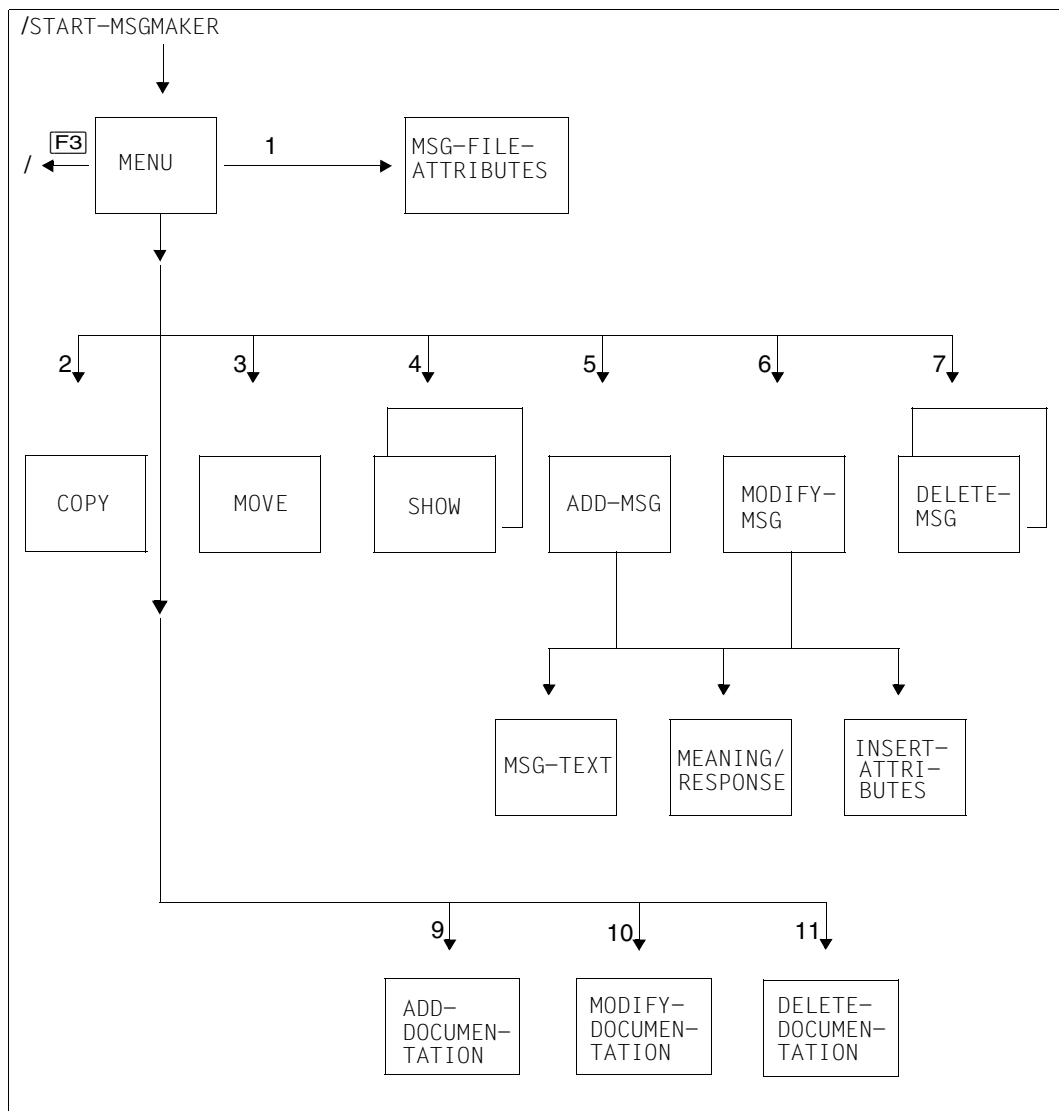 /START–MSGMAKER
F3
1
/
MENU
MSG–FILE–
ATTRIBUTES
2
3
4
5
6
7
COPY
MOVE
SHOW
ADD–MSG
MODIFY–
MSG
DELETE–
MSG
MSG–TEXT
MEANING/
RESPONSE
INSERT–
ATTRI–
BUTES
9
10
11
ADD–
DOCUMEN–
TATION
MODIFY–
DOCUMEN–
TATION
DELETE–
DOCUMEN–
TATION